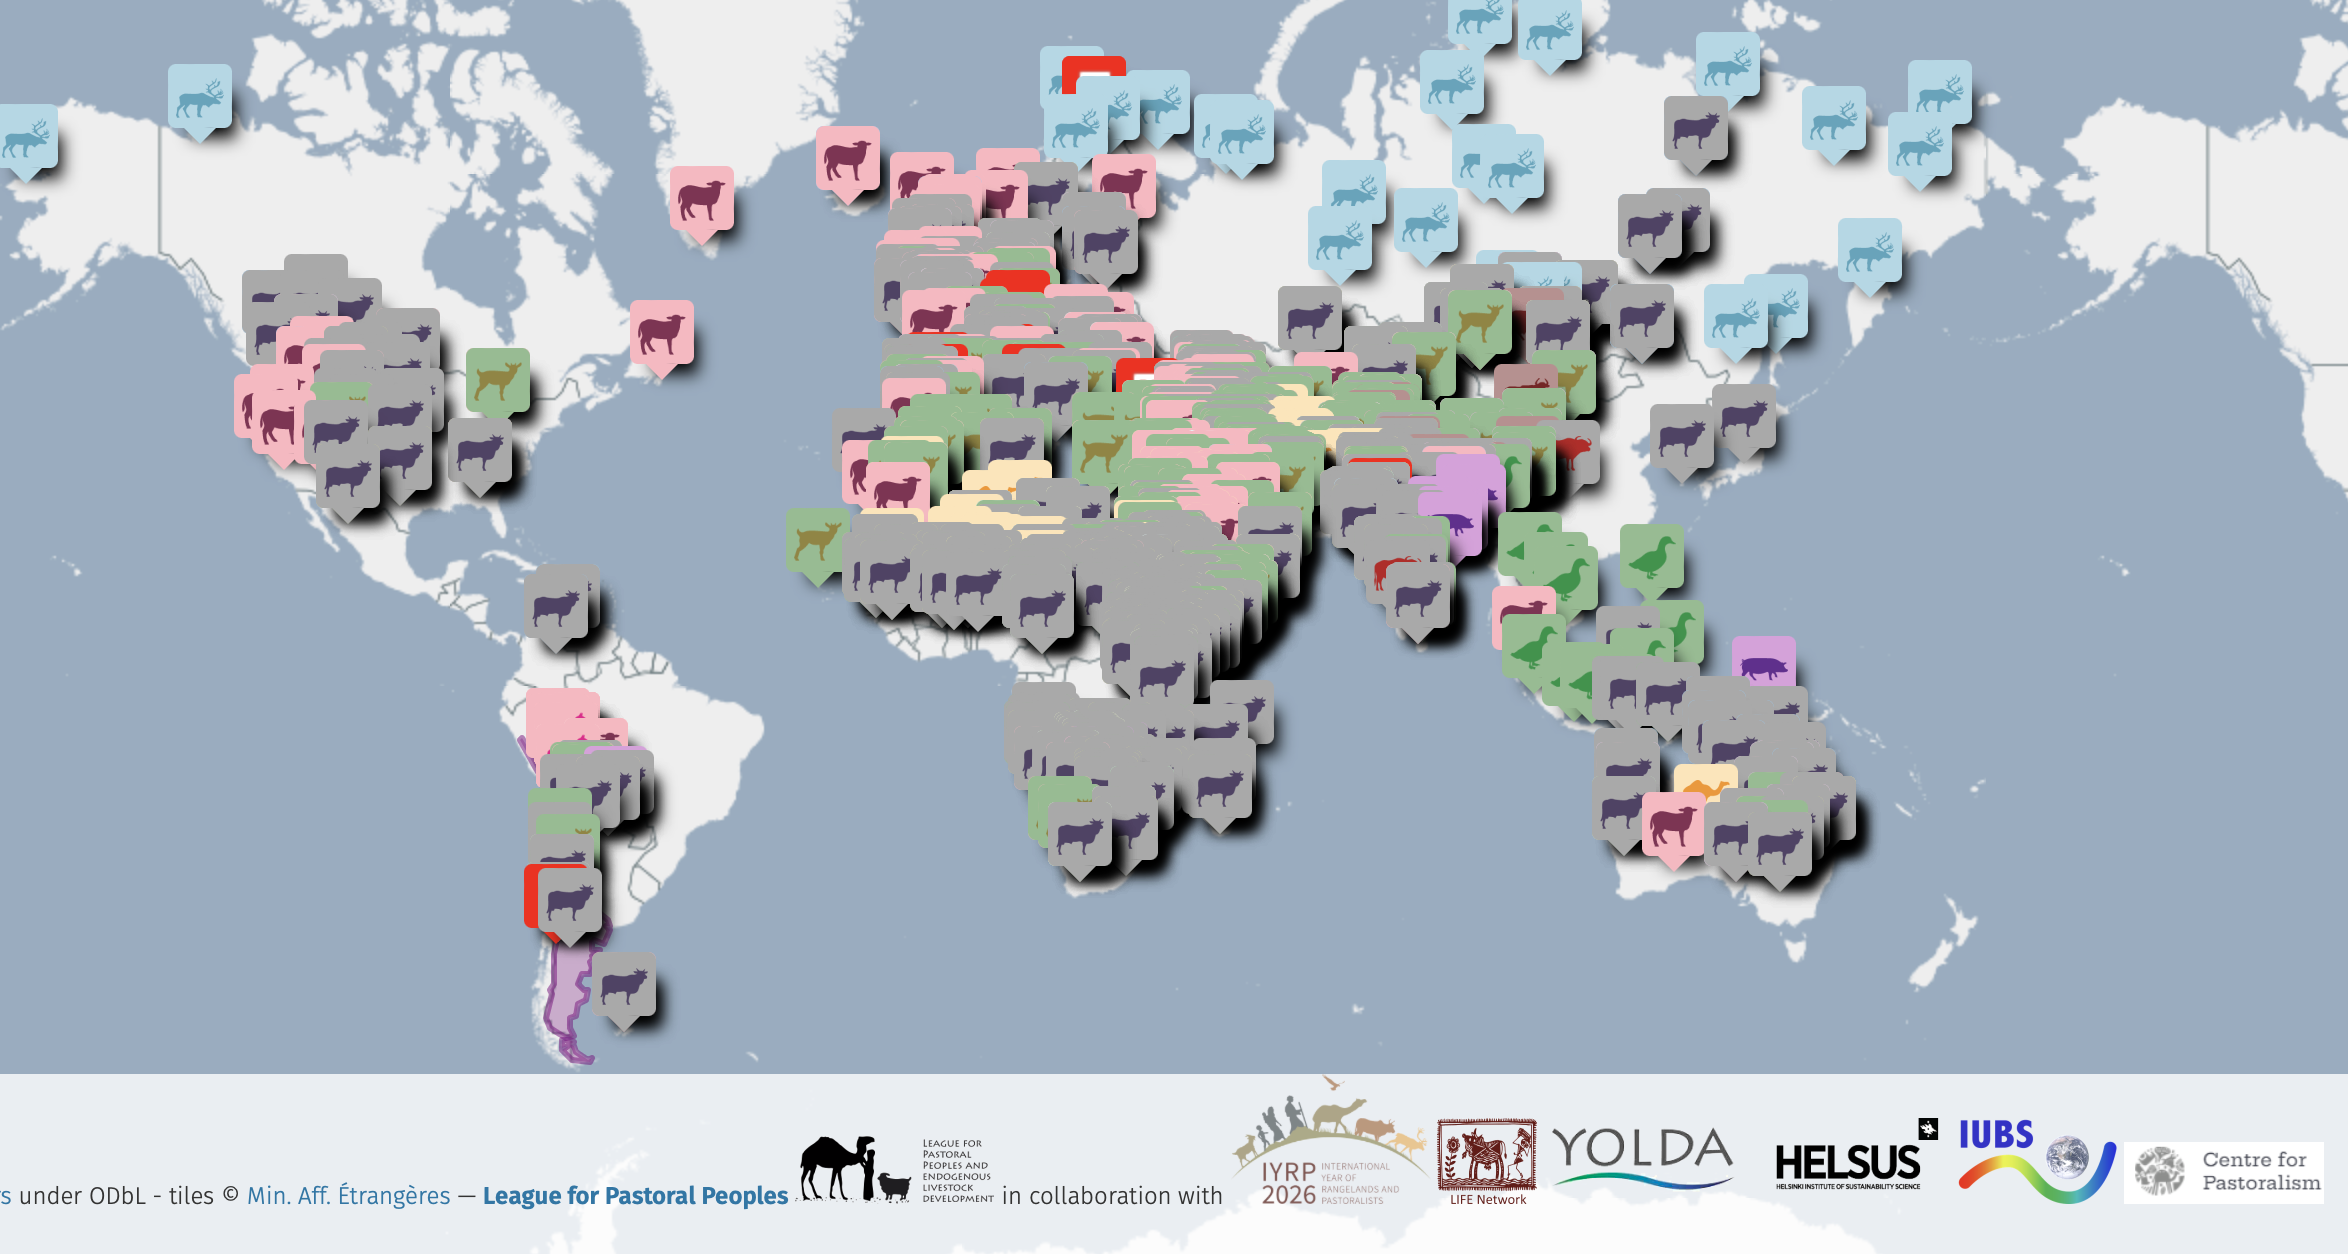 s under ODbL - tiles © Min. Aff. Étrangères — League for Pastoral Peoples
LEAGUE FOR
PASTORAL
PEOPLES AND
ENDOGENOUS
LIVESTOCK
DEVELOPMENT
in collaboration with
IYRP
2026
INTERNATIONAL
YEAR OF
RANGELANDS AND
PASTORALISTS
LIFE Network
YOLDA
HELSUS
HELSINKI INSTITUTE OF SUSTAINABILITY SCIENCE
IUBS
Centre for
Pastoralism